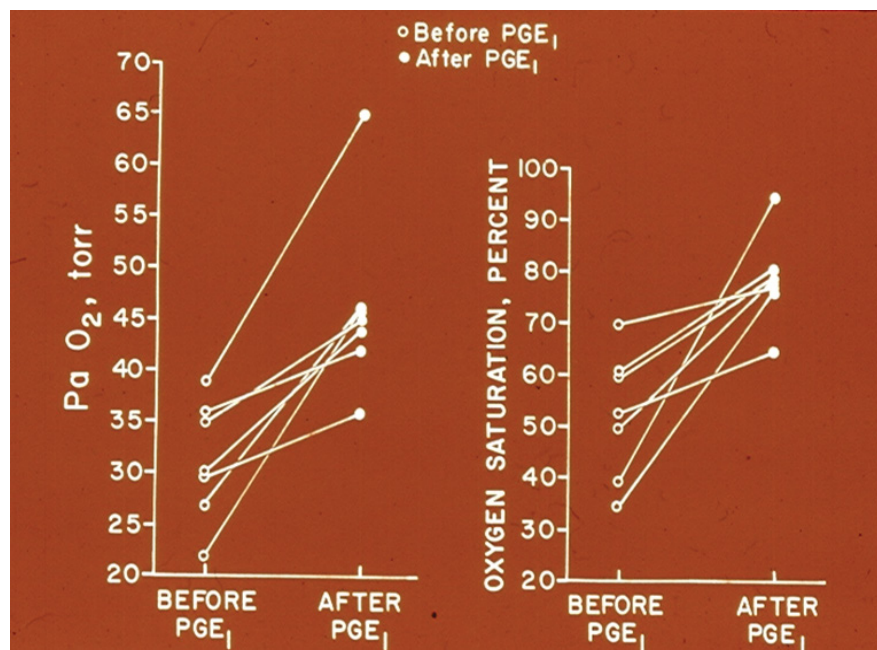 ○ Before PGE₁
● After PGE₁
Pa O₂, torr
70
65
60
55
50
45
40
35
30
25
20
BEFORE PGE₁
AFTER PGE₁
OXYGEN SATURATION, PERCENT
100
90
80
70
60
50
40
30
20
BEFORE
PGE₁
AFTER
PGE₁